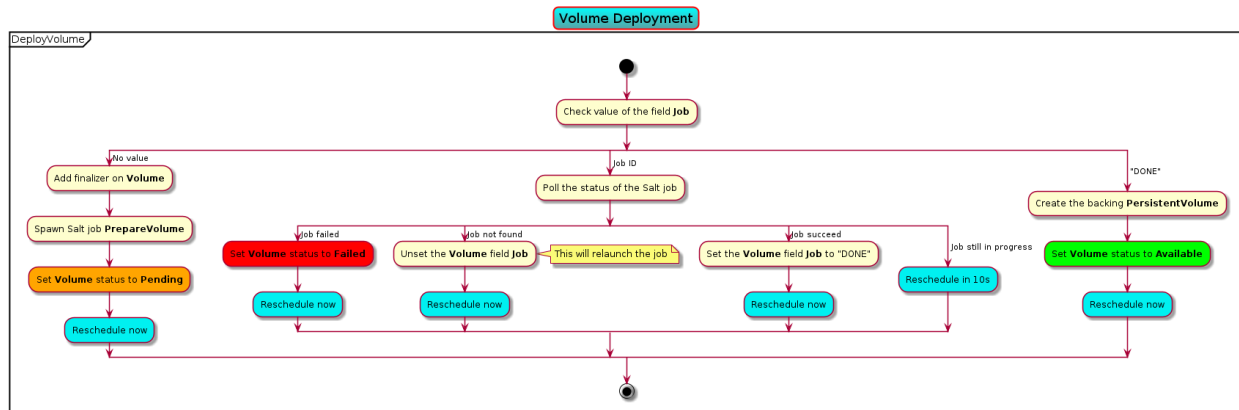 Volume Deployment
DeployVolume
Check value of the field Job
No value
Add finalizer on Volume
Spawn Salt job PrepareVolume
Set Volume status to Pending
Reschedule now
Job ID
Poll the status of the Salt job
Job failed
Set Volume status to Failed
Reschedule now
Job not found
Unset the Volume field Job
This will relaunch the job
Reschedule now
Job succeed
Set the Volume field Job to "DONE"
Reschedule now
Job still in progress
Reschedule in 10s
"DONE"
Create the backing PersistentVolume
Set Volume status to Available
Reschedule now